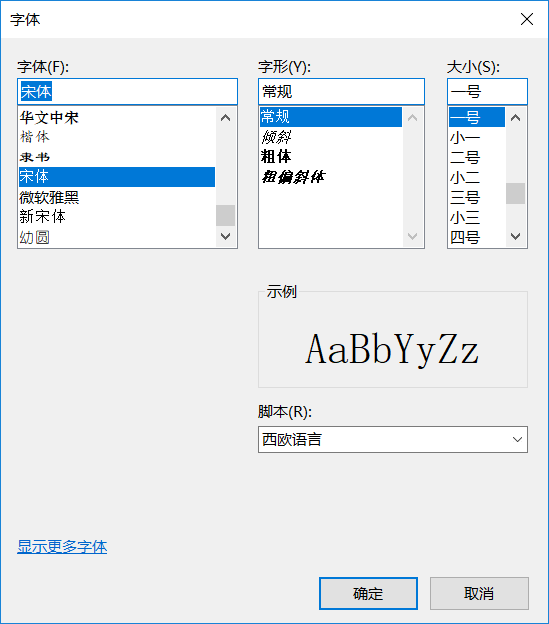 字体
字体(F):
宋体
华文中宋
楷体
隶书
宋体
微软雅黑
新宋体
幼圆
字形(Y):
常规
常规
倾斜
粗体
粗偏斜体
大小(S):
一号
一号
小一
二号
小二
三号
小三
四号
示例
AaBbYyZz
脚本(R):
西欧语言
显示更多字体
确定
取消